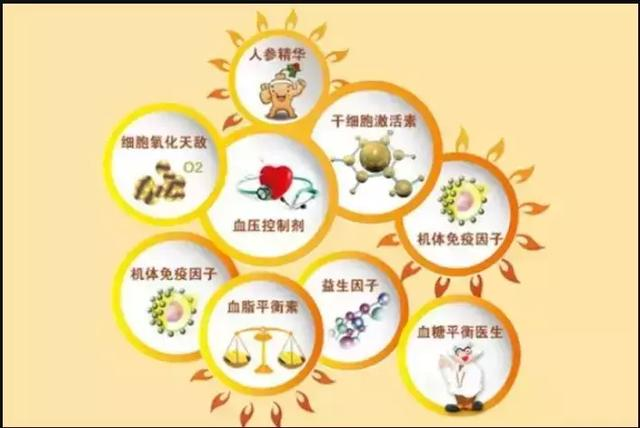 人参精华
干细胞激活素
细胞氧化天敌
O2
血压控制剂
机体免疫因子
机体免疫因子
益生因子
血脂平衡素
血糖平衡医生